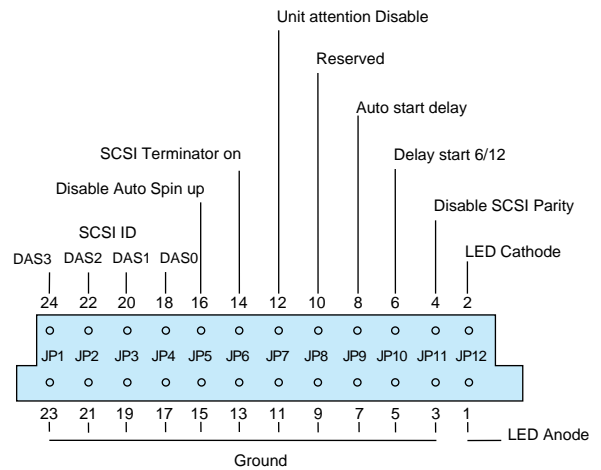 Unit attention Disable
Reserved
Auto start delay
SCSI Terminator on
Delay start 6/12
Disable Auto Spin up
Disable SCSI Parity
SCSI ID
LED Cathode
DAS3 DAS2 DAS1 DAS0
24 22 20 18 16 14 12 10 8 6 4 2
JP1 JP2 JP3 JP4 JP5 JP6 JP7 JP8 JP9 JP10 JP11 JP12
23 21 19 17 15 13 11 9 7 5 3 1
LED Anode
Ground